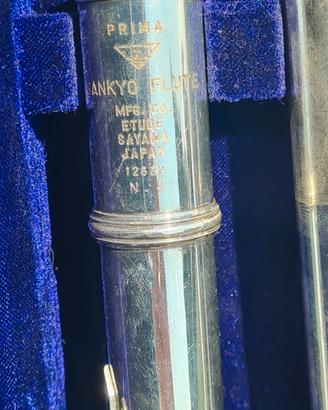 PRIMA
ANKYO FLUTE
MFG. CO.
ETUDE
SAYAMA
JAPAN
N.